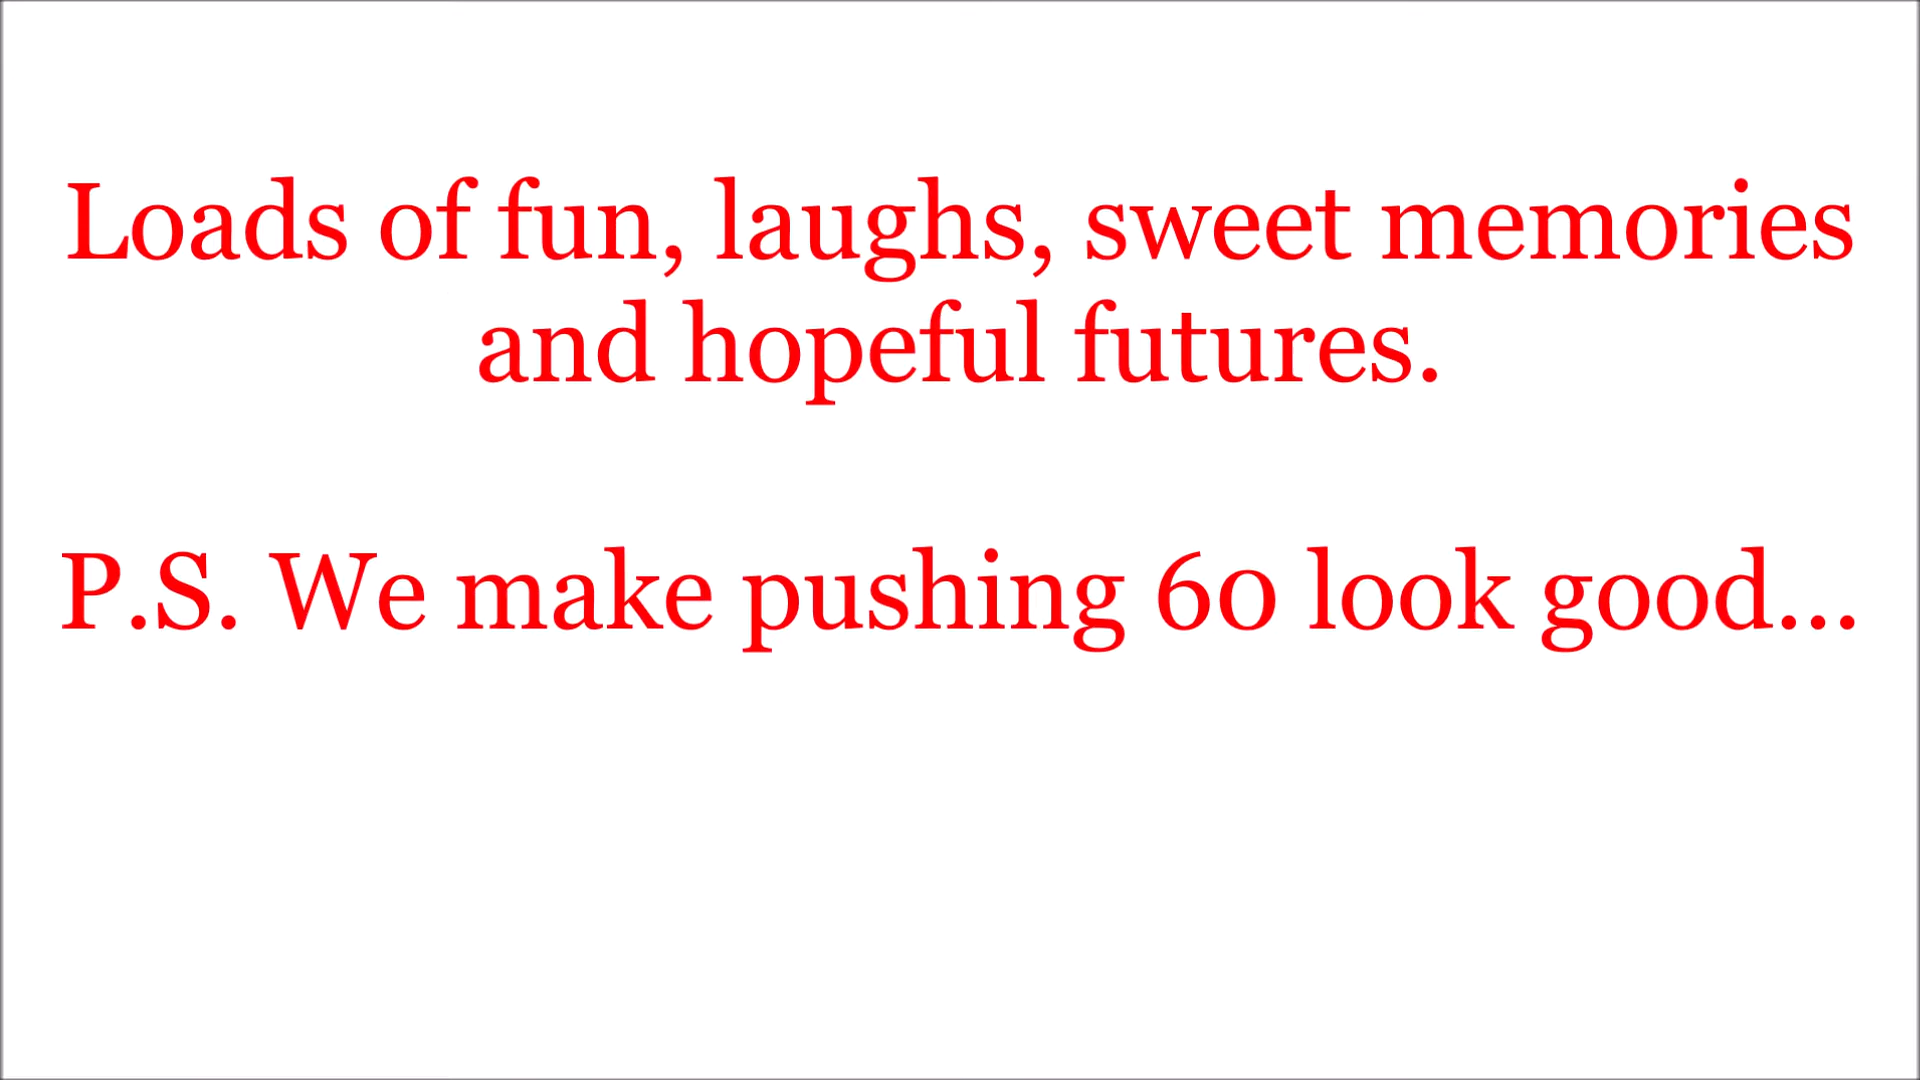 Loads of fun, laughs, sweet memories
and hopeful futures.
P.S. We make pushing 60 look good...